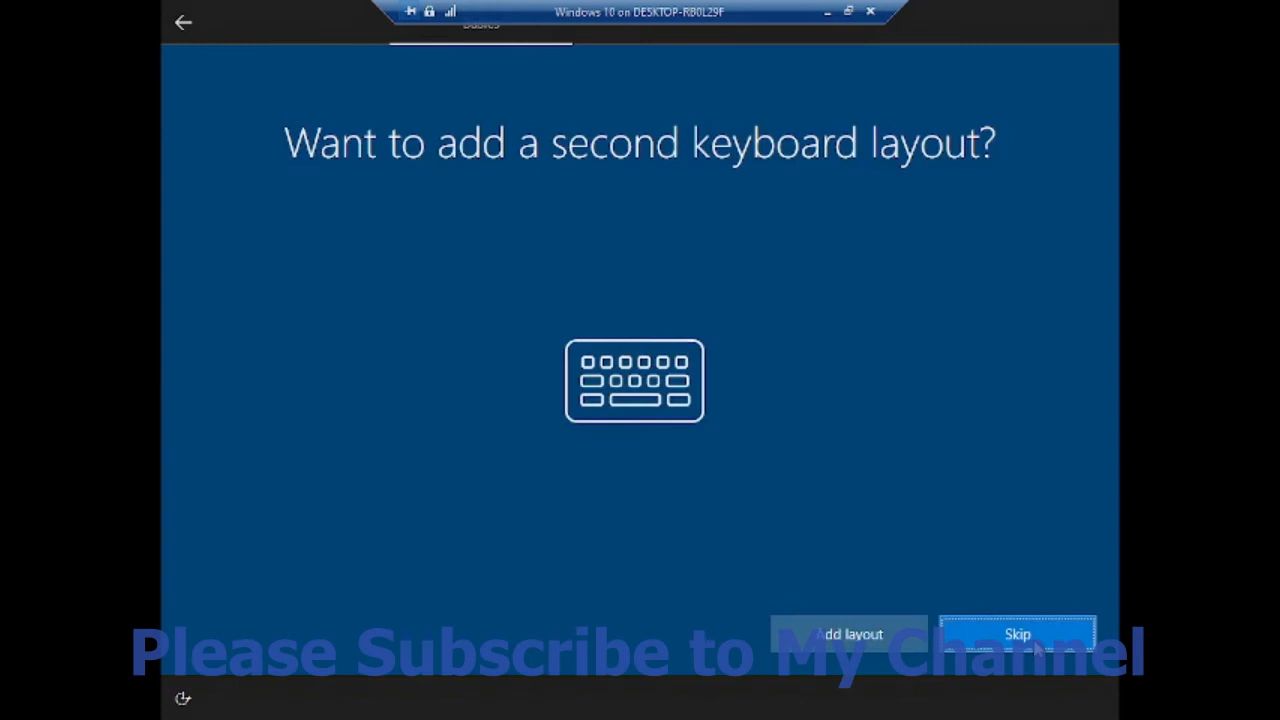 Windows 10 on DESKTOP-RB0L29F
Basics
Want to add a second keyboard layout?
Add layout
Skip
Please Subscribe to My Channel